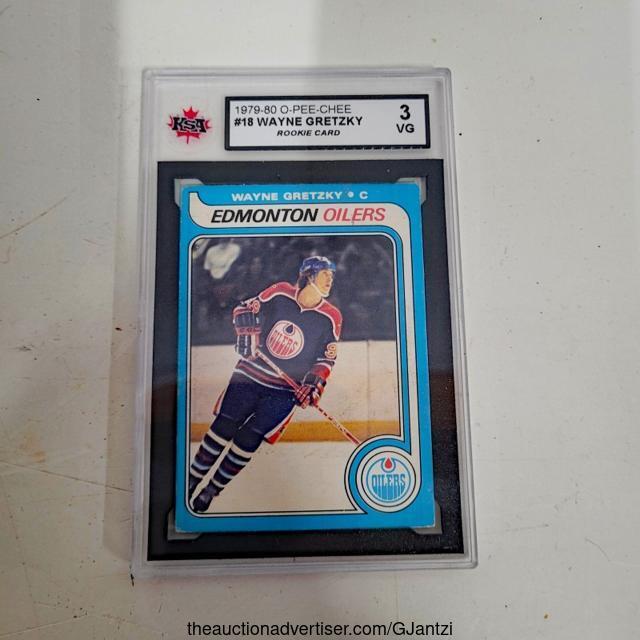 KSA
1979-80 O-PEE-CHEE
#18 WAYNE GRETZKY
ROOKIE CARD
3
VG
WAYNE GRETZKY • C
EDMONTON OILERS
OILERS
9
OILERS
theauctionadvertiser.com/GJantzi